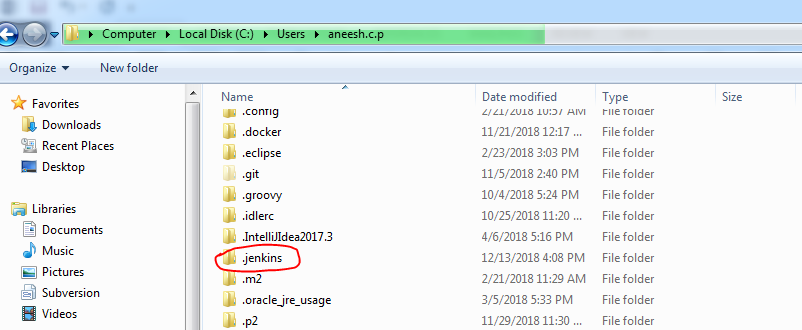 Computer Local Disk (C:) Users aneesh.c.p
Organize New folder
Favorites
Downloads
Recent Places
Desktop
Libraries
Documents
Music
Pictures
Subversion
Videos
Name Date modified Type Size
.config 2/21/2018 10:57 AM File folder
.docker 11/21/2018 12:17 ... File folder
.eclipse 2/23/2018 3:03 PM File folder
.git 11/5/2018 2:40 PM File folder
.groovy 10/4/2018 5:24 PM File folder
.idlerc 10/25/2018 11:20 ... File folder
.IntelliJIdea2017.3 4/6/2018 5:16 PM File folder
.jenkins 12/13/2018 4:08 PM File folder
.m2 2/21/2018 11:29 AM File folder
.oracle_jre_usage 3/5/2018 5:33 PM File folder
.p2 11/29/2018 11:30 ... File folder